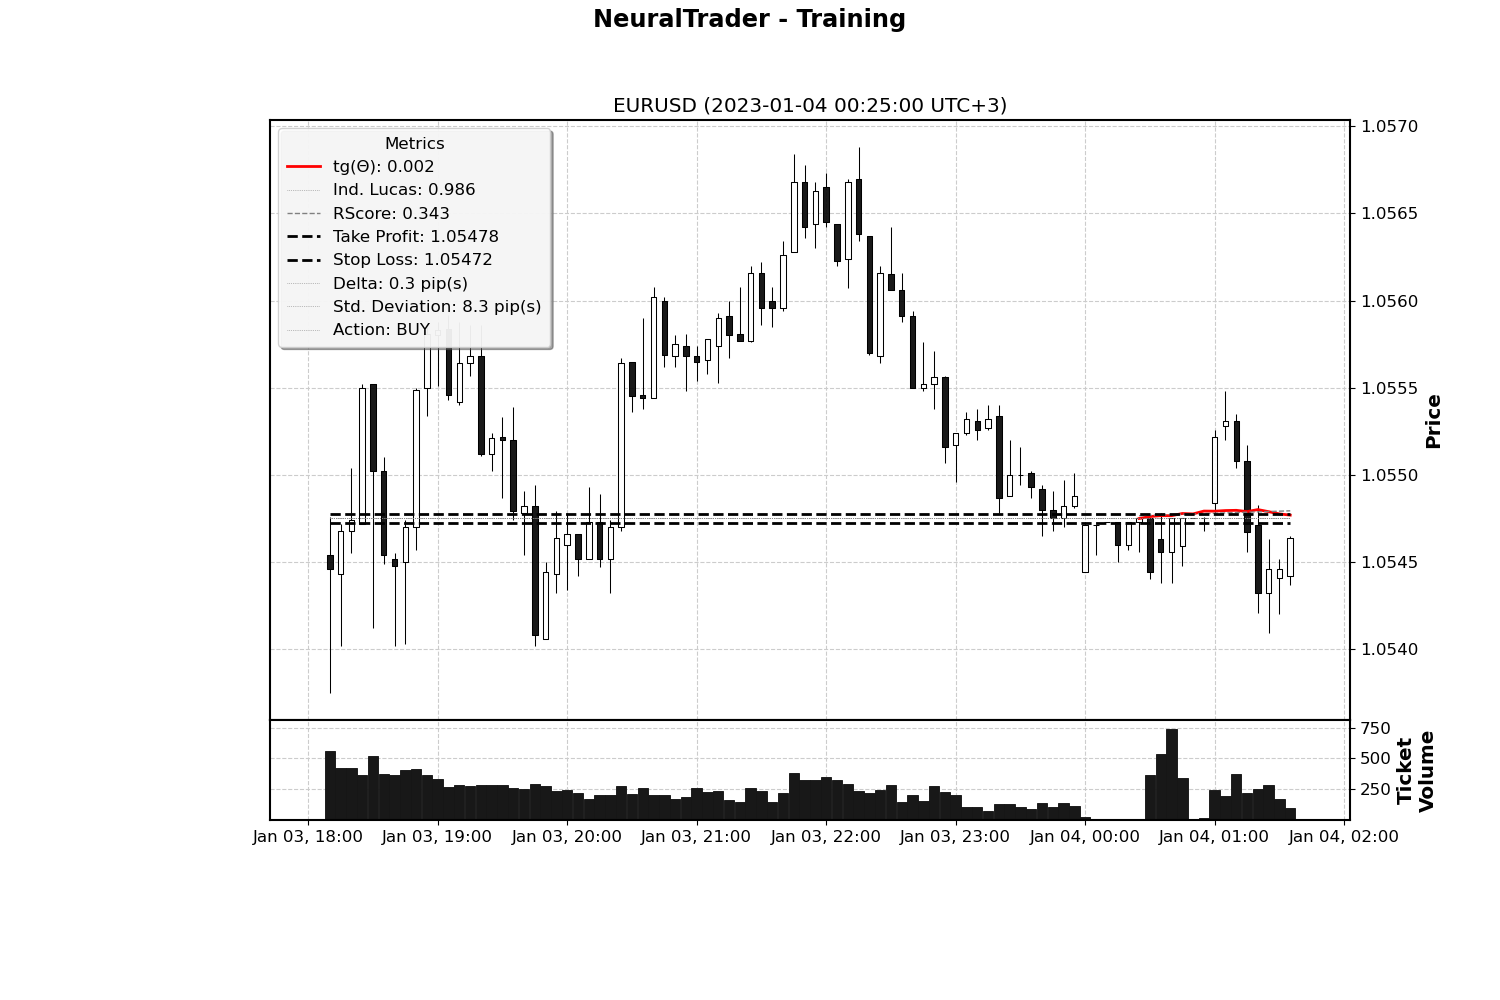 NeuralTrader - Training
EURUSD (2023-01-04 00:25:00 UTC+3)
Metrics
tg(Θ): 0.002
Ind. Lucas: 0.986
RScore: 0.343
Take Profit: 1.05478
Stop Loss: 1.05472
Delta: 0.3 pip(s)
Std. Deviation: 8.3 pip(s)
Action: BUY
1.0570
1.0565
1.0560
1.0555
1.0550
1.0545
1.0540
Price
750
500
250
Ticket
Volume
Jan 03, 18:00
Jan 03, 19:00
Jan 03, 20:00
Jan 03, 21:00
Jan 03, 22:00
Jan 03, 23:00
Jan 04, 00:00
Jan 04, 01:00
Jan 04, 02:00